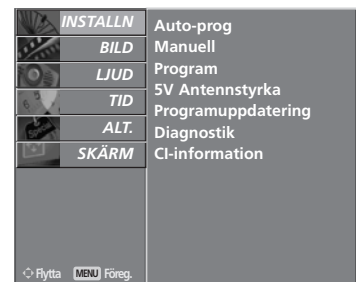 INSTALLN
BILD
LJUD
TID
ALT.
SKÄRM
Auto-prog
Manuell
Program
5V Antennstyrka
Programuppdatering
Diagnostik
CI-information
Flytta MENU Föreg.